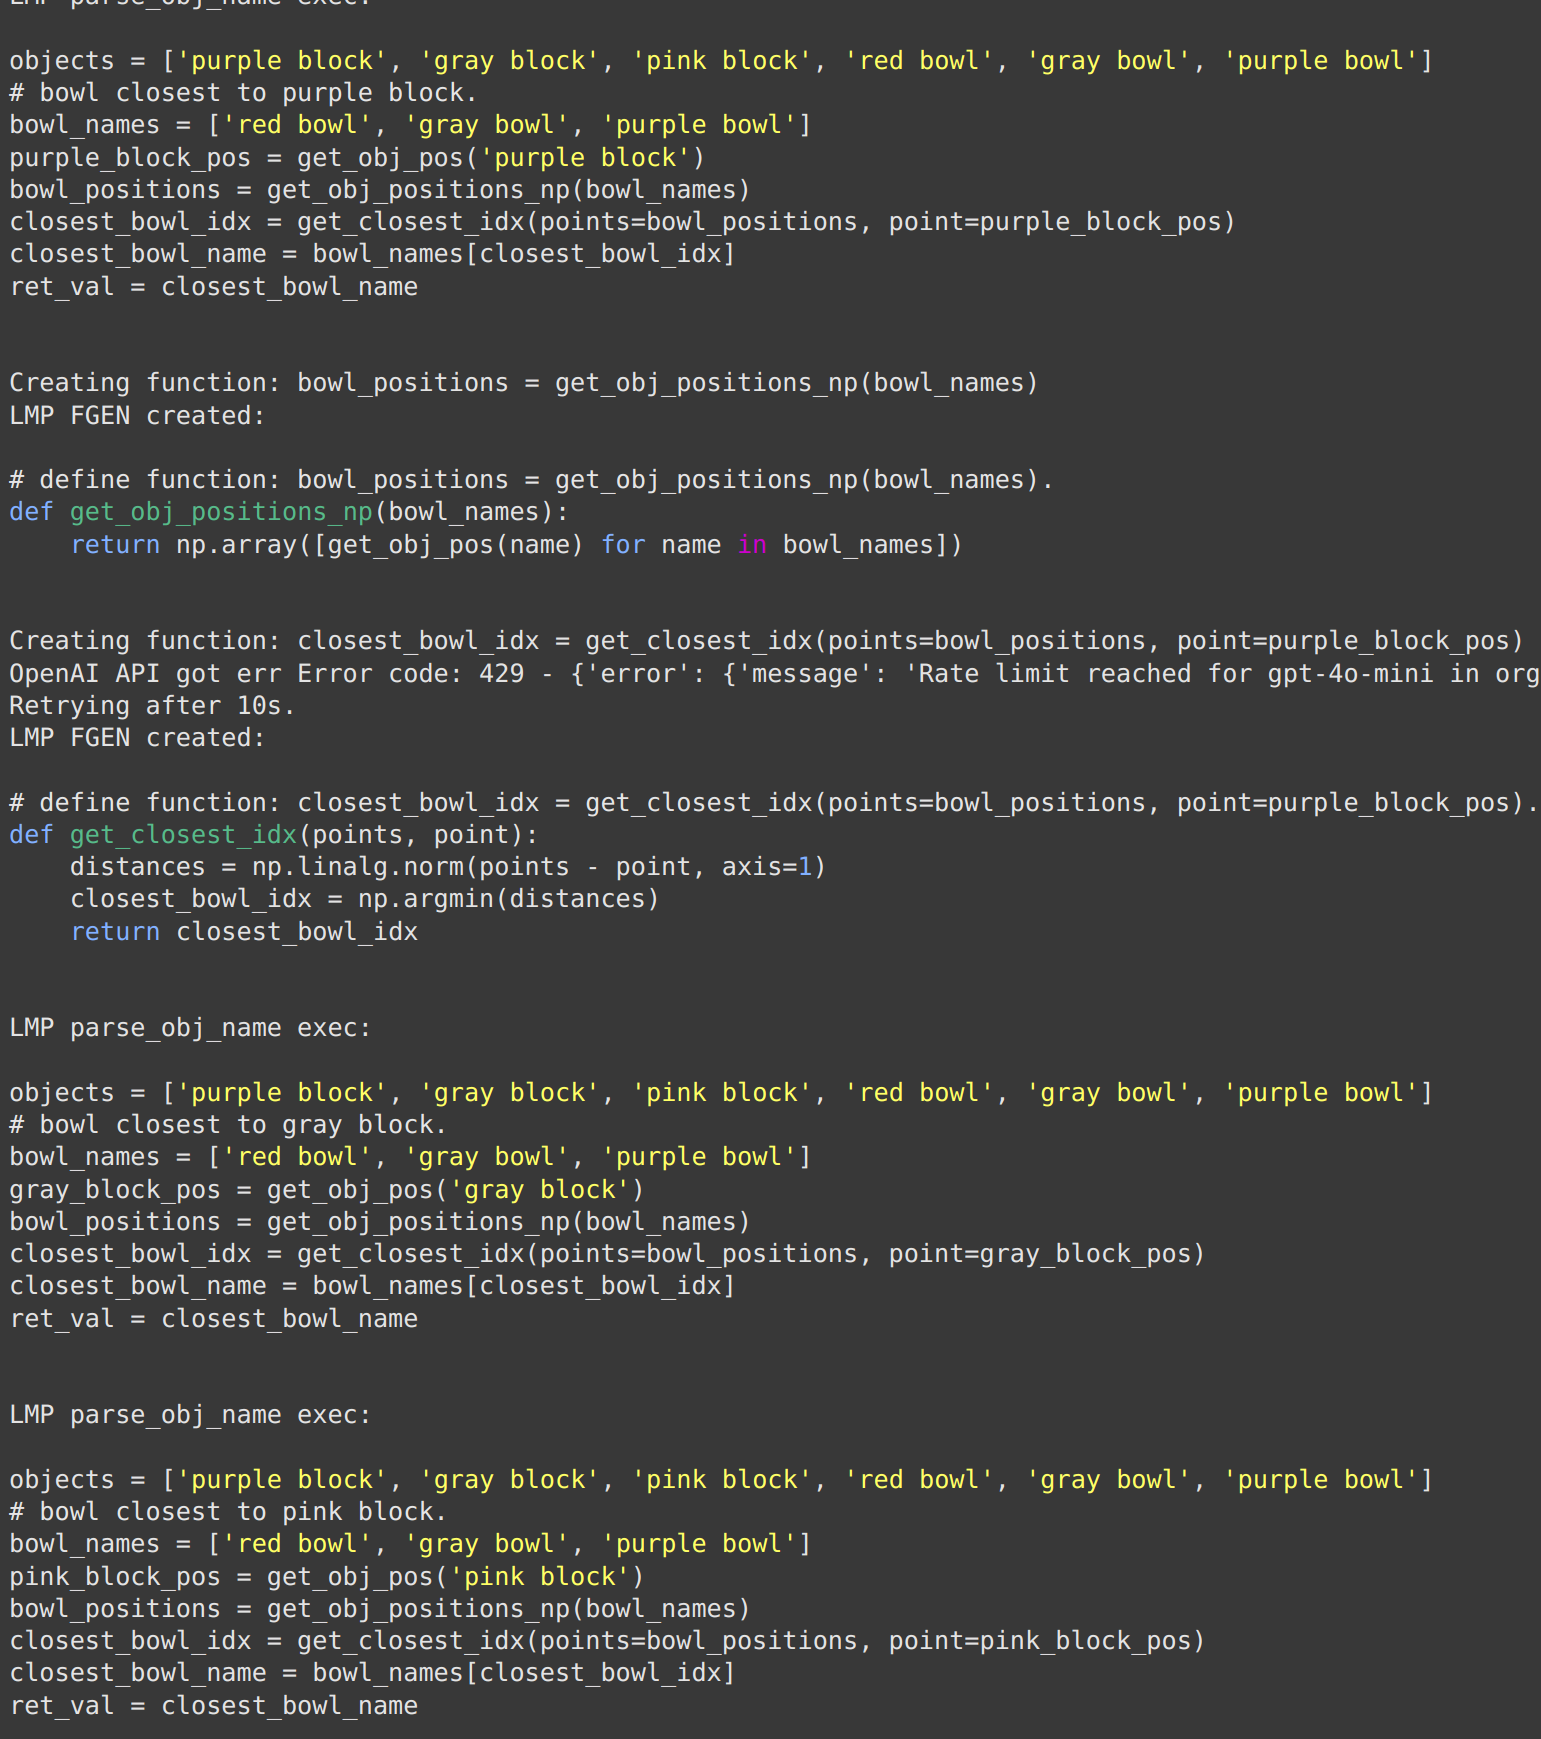 LMP parse_obj_name exec:
objects = ['purple block', 'gray block', 'pink block', 'red bowl', 'gray bowl', 'purple bowl']
# bowl closest to purple block.
bowl_names = ['red bowl', 'gray bowl', 'purple bowl']
purple_block_pos = get_obj_pos('purple block')
bowl_positions = get_obj_positions_np(bowl_names)
closest_bowl_idx = get_closest_idx(points=bowl_positions, point=purple_block_pos)
closest_bowl_name = bowl_names[closest_bowl_idx]
ret_val = closest_bowl_name
Creating function: bowl_positions = get_obj_positions_np(bowl_names)
LMP FGEN created:
# define function: bowl_positions = get_obj_positions_np(bowl_names).
def get_obj_positions_np(bowl_names):
    return np.array([get_obj_pos(name) for name in bowl_names])
Creating function: closest_bowl_idx = get_closest_idx(points=bowl_positions, point=purple_block_pos)
OpenAI API got err Error code: 429 - {'error': {'message': 'Rate limit reached for gpt-4o-mini in org
Retrying after 10s.
LMP FGEN created:
# define function: closest_bowl_idx = get_closest_idx(points=bowl_positions, point=purple_block_pos).
def get_closest_idx(points, point):
    distances = np.linalg.norm(points - point, axis=1)
    closest_bowl_idx = np.argmin(distances)
    return closest_bowl_idx
LMP parse_obj_name exec:
objects = ['purple block', 'gray block', 'pink block', 'red bowl', 'gray bowl', 'purple bowl']
# bowl closest to gray block.
bowl_names = ['red bowl', 'gray bowl', 'purple bowl']
gray_block_pos = get_obj_pos('gray block')
bowl_positions = get_obj_positions_np(bowl_names)
closest_bowl_idx = get_closest_idx(points=bowl_positions, point=gray_block_pos)
closest_bowl_name = bowl_names[closest_bowl_idx]
ret_val = closest_bowl_name
LMP parse_obj_name exec:
objects = ['purple block', 'gray block', 'pink block', 'red bowl', 'gray bowl', 'purple bowl']
# bowl closest to pink block.
bowl_names = ['red bowl', 'gray bowl', 'purple bowl']
pink_block_pos = get_obj_pos('pink block')
bowl_positions = get_obj_positions_np(bowl_names)
closest_bowl_idx = get_closest_idx(points=bowl_positions, point=pink_block_pos)
closest_bowl_name = bowl_names[closest_bowl_idx]
ret_val = closest_bowl_name